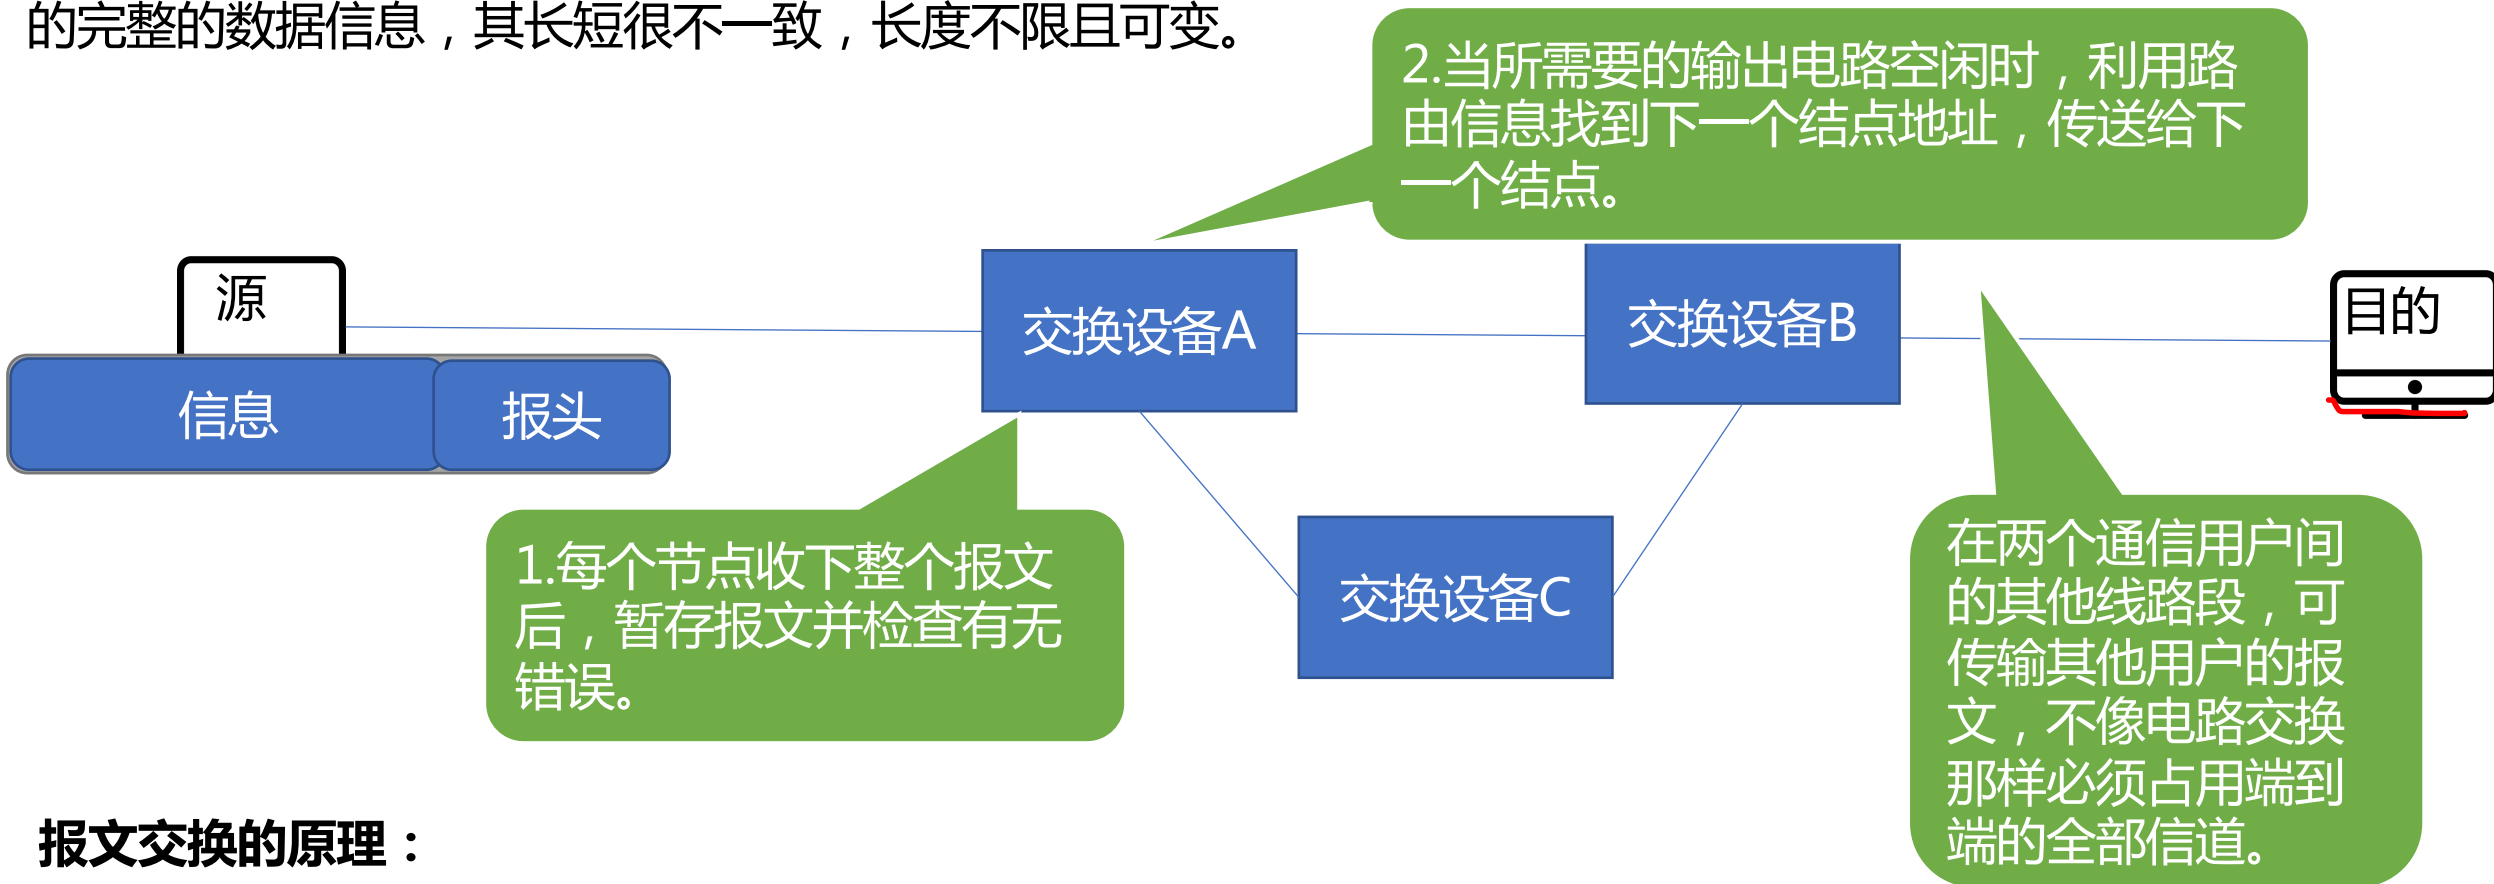 的完整的数据信息，其长短很不一致，长度不限且可变。
2.选择需要的输出电路空闲，利用路
由信息找到下一个结点地址，传送给下
一个结点。
源
交换设备A
交换设备B
目的
信息
报头
1.每个节点收下整个报文
后，暂存报文并检查有无
错误。
交换设备C
在两个通信用户间
的其他线路段，可
传输其他用户的报
文，不像电路交换
那样必须占用端到
端的全部信道。
报文交换的原理：